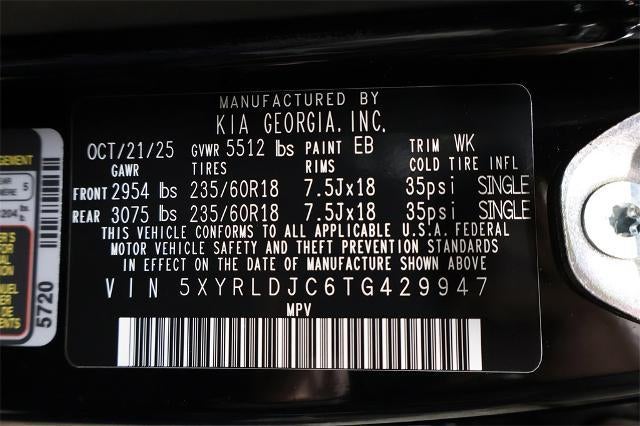 MANUFACTURED BY
KIA GEORGIA, INC.
OCT/21/25 GVWR 5512 lbs PAINT EB TRIM WK
GAWR TIRES RIMS COLD TIRE INFL
FRONT 2954 lbs 235/60R18 7.5Jx18 35psi SINGLE
REAR 3075 lbs 235/60R18 7.5Jx18 35psi SINGLE
THIS VEHICLE CONFORMS TO ALL APPLICABLE U.S.A. FEDERAL
MOTOR VEHICLE SAFETY AND THEFT PREVENTION STANDARDS
IN EFFECT ON THE DATE OF MANUFACTURE SHOWN ABOVE
VIN 5XYRLDJC6TG429947
MPV
5720